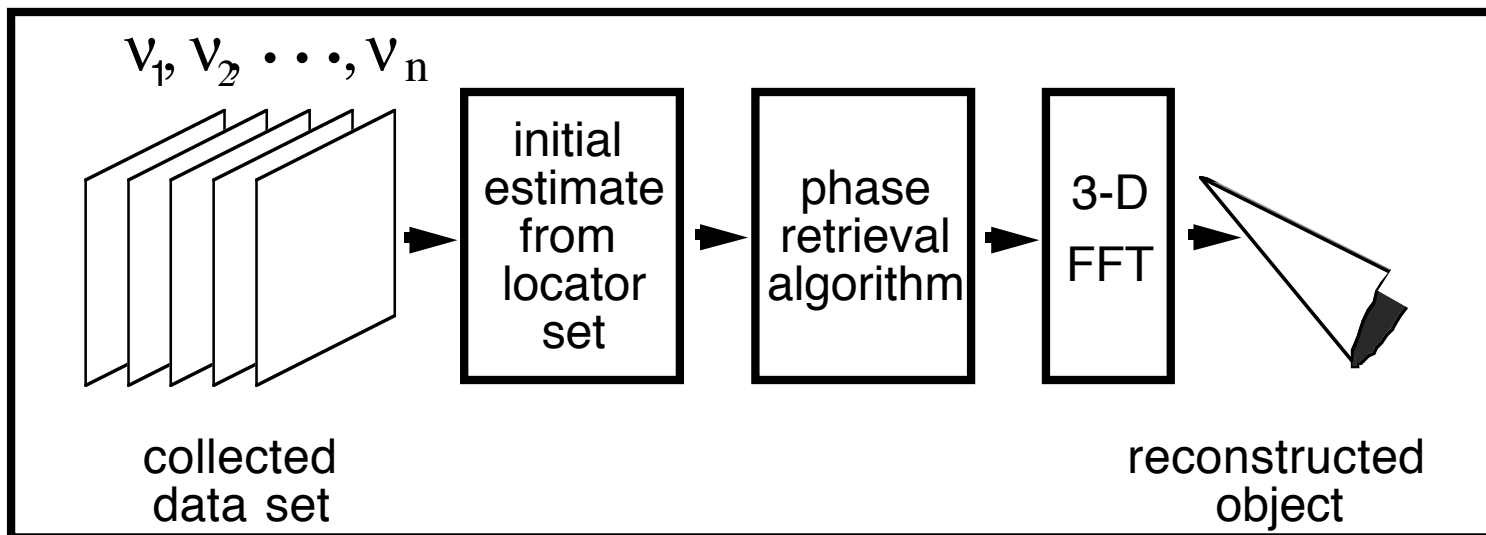 ν1, ν2, • • •, νn
initial
estimate
from
locator
set
phase
retrieval
algorithm
3-D
FFT
collected
data set
reconstructed
object